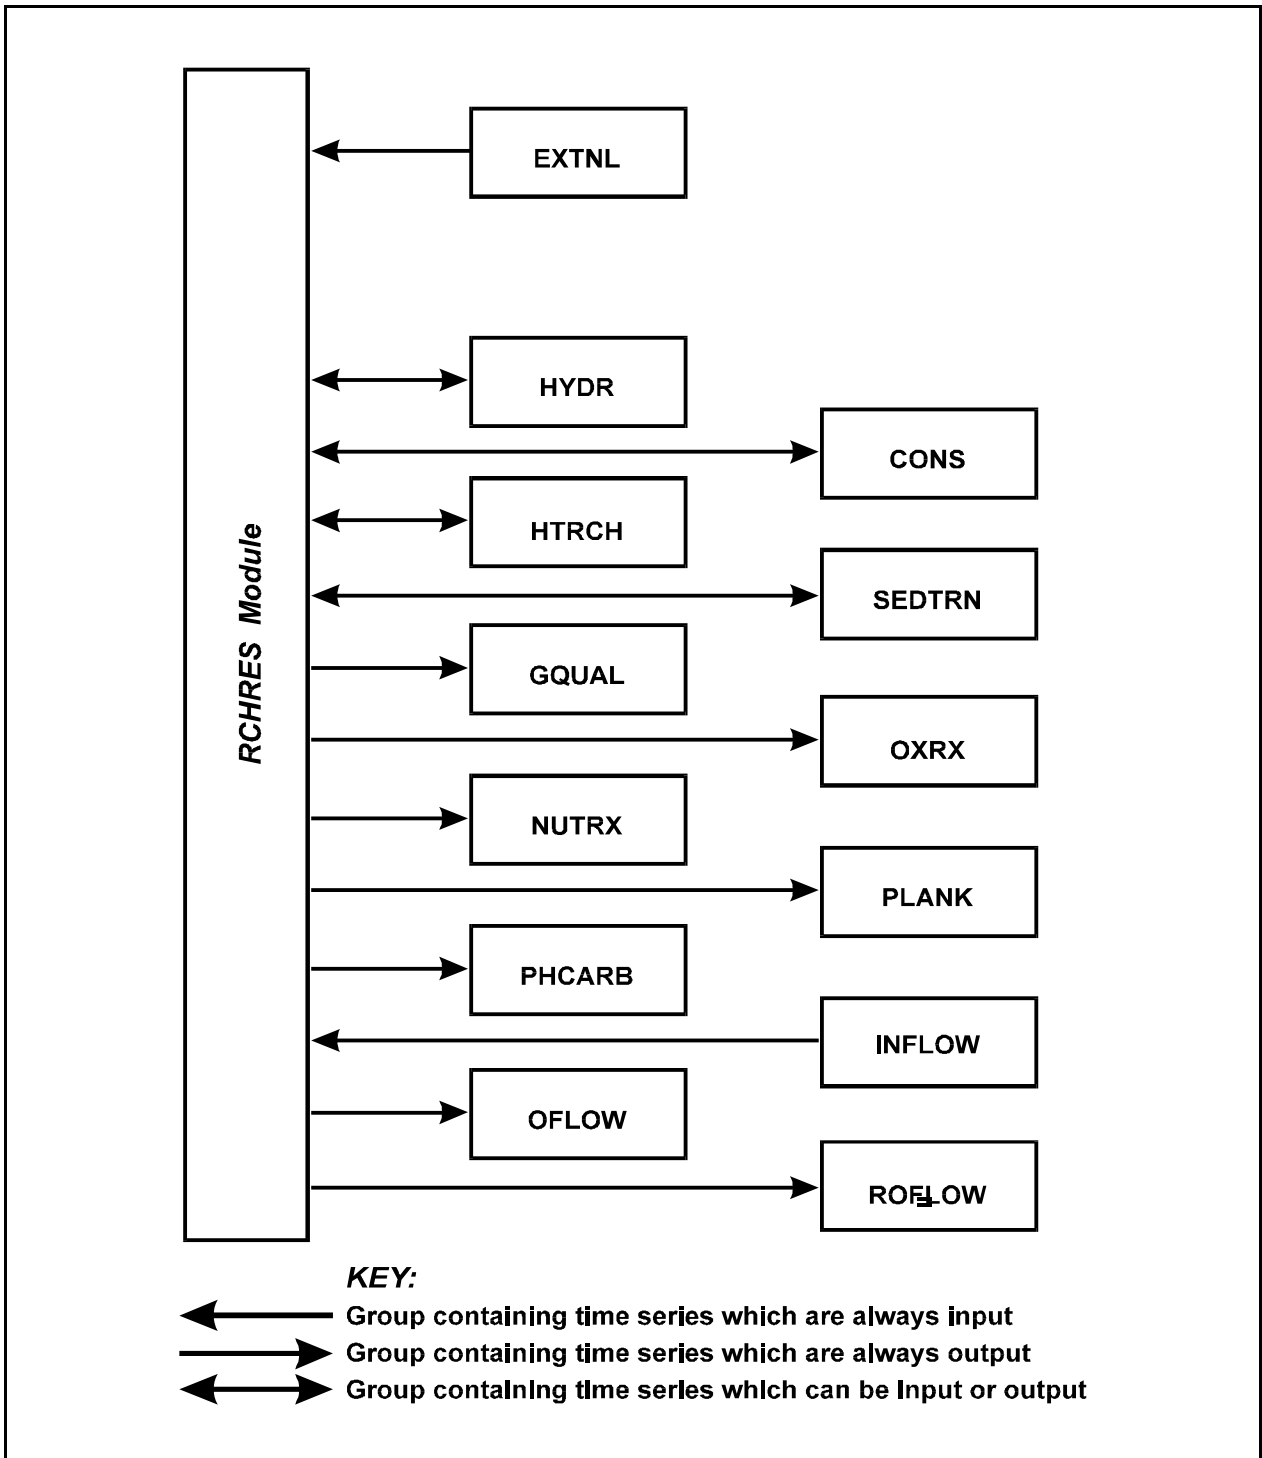 EXTNL
HYDR
CONS
HTRCH
SEDTRN
RCHRES Module
GQUAL
OXRX
NUTRX
PLANK
PHCARB
INFLOW
OFLOW
ROFLOW
KEY:
Group containing time series which are always input
Group containing time series which are always output
Group containing time series which can be input or output